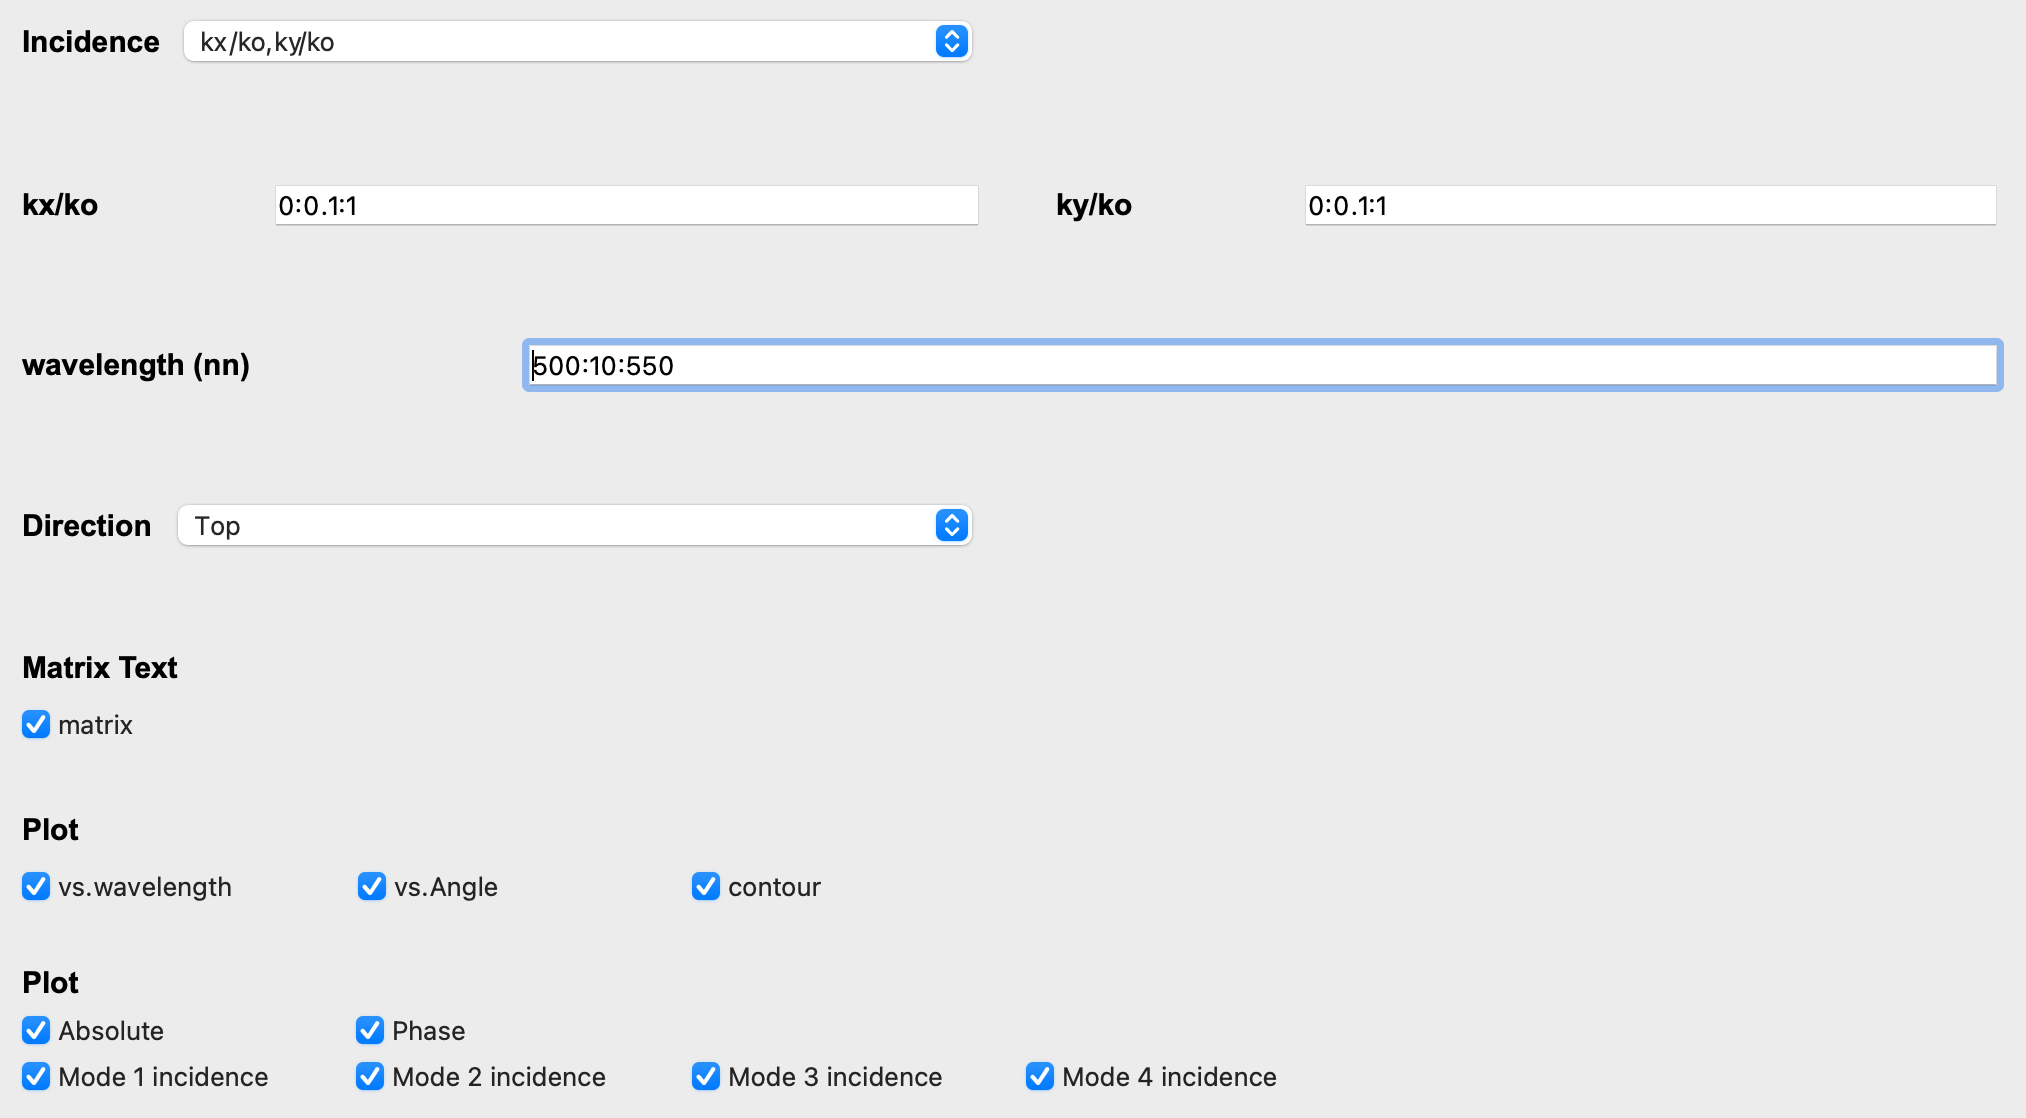 Incidence kx/ko,ky/ko
kx/ko 0:0.1:1 ky/ko 0:0.1:1
wavelength (nn) 500:10:550
Direction Top
Matrix Text
matrix
Plot
vs.wavelength vs.Angle contour
Plot
Absolute Phase
Mode 1 incidence Mode 2 incidence Mode 3 incidence Mode 4 incidence